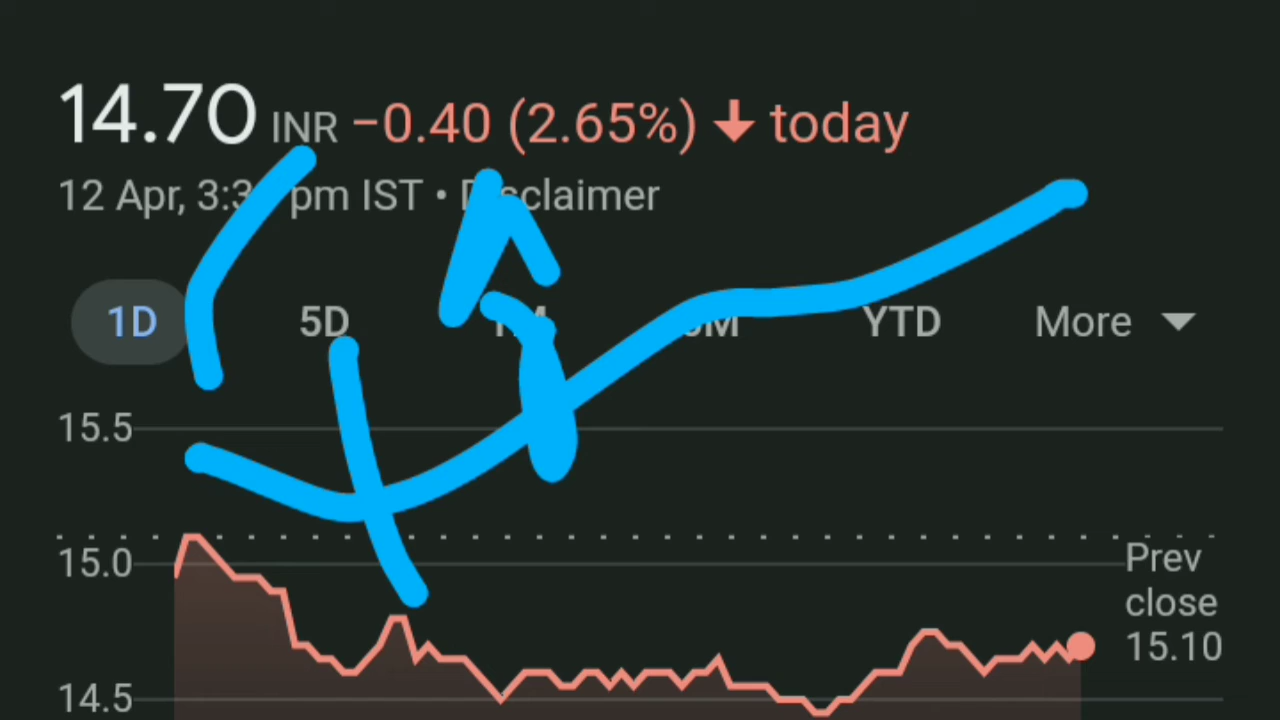 14.70 INR −0.40 (2.65%) ↓ today
12 Apr, pm IST •
1D 5D YTD More
15.5
15.0
Prev
close
15.10
14.5